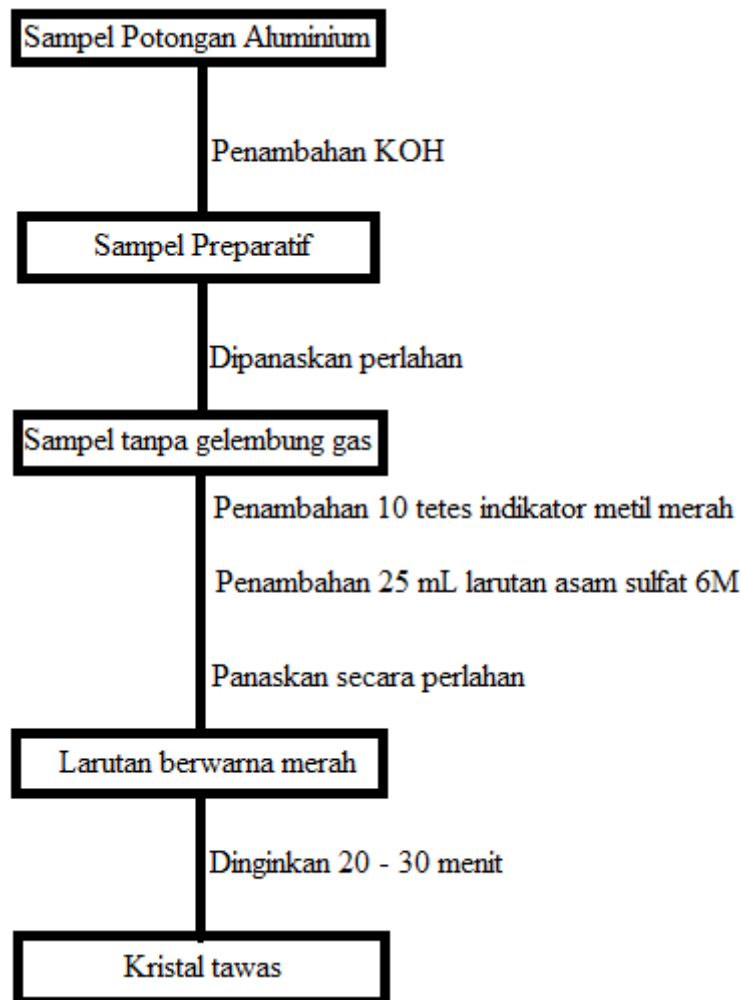 Sampel Potongan Aluminium
Penambahan KOH
Sampel Preparatif
Dipanaskan perlahan
Sampel tanpa gelembung gas
Penambahan 10 tetes indikator metil merah
Penambahan 25 mL larutan asam sulfat 6M
Panaskan secara perlahan
Larutan berwarna merah
Dinginkan 20 - 30 menit
Kristal tawas